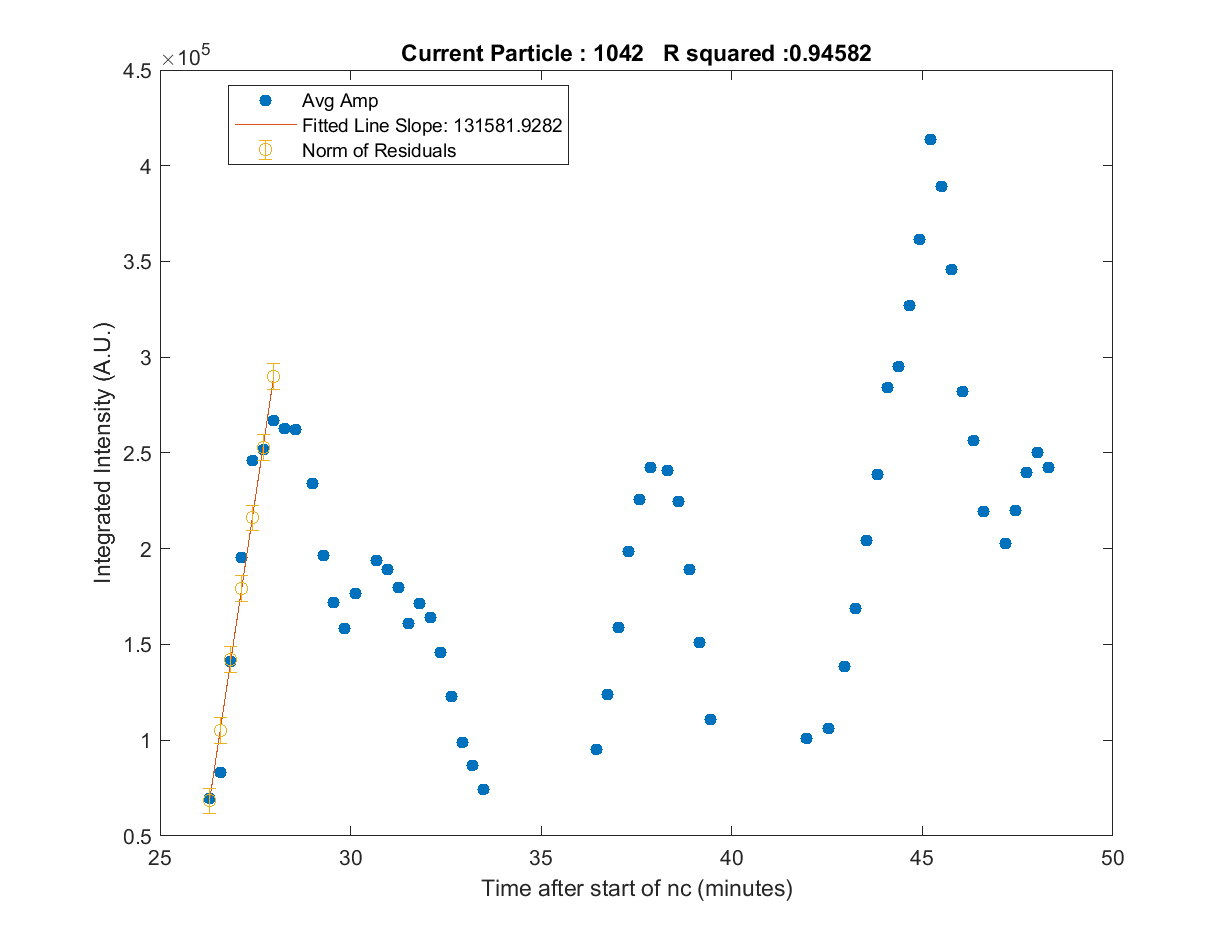 Current Particle : 1042 R squared :0.94582
×10^5
4.5
4
3.5
3
2.5
2
1.5
1
0.5
Integrated Intensity (A.U.)
Avg Amp
Fitted Line Slope: 131581.9282
Norm of Residuals
25 30 35 40 45 50
Time after start of nc (minutes)